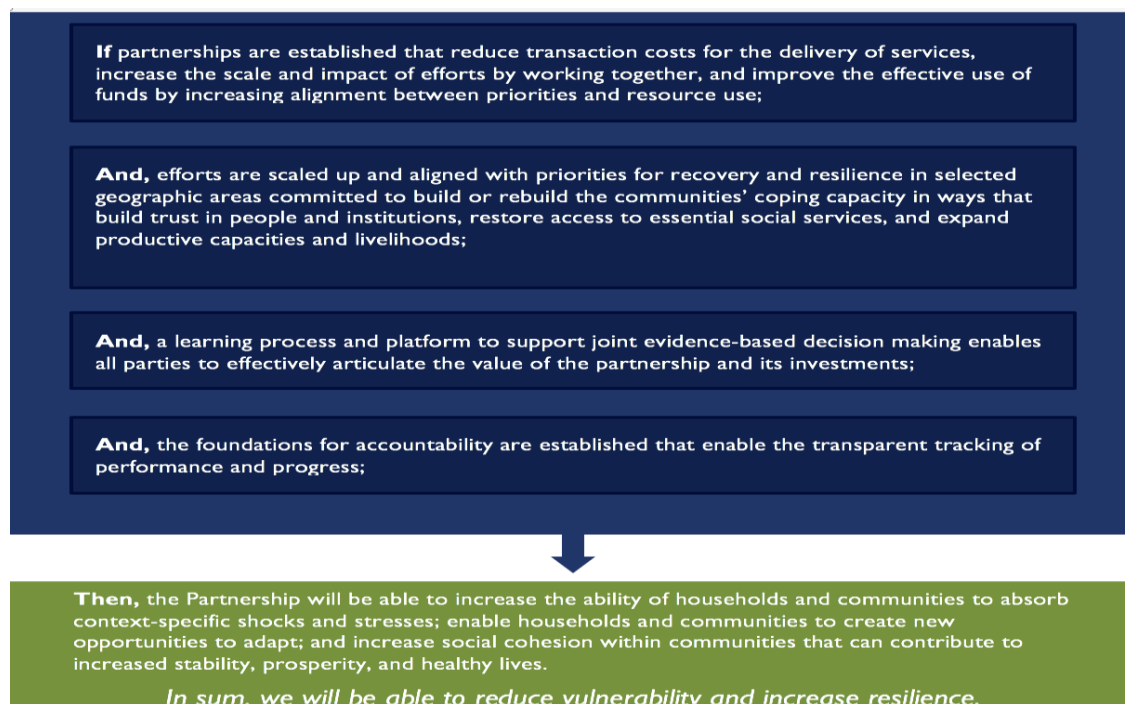 If partnerships are established that reduce transaction costs for the delivery of services,
increase the scale and impact of efforts by working together, and improve the effective use of
funds by increasing alignment between priorities and resource use;
And, efforts are scaled up and aligned with priorities for recovery and resilience in selected
geographic areas committed to build or rebuild the communities’ coping capacity in ways that
build trust in people and institutions, restore access to essential social services, and expand
productive capacities and livelihoods;
And, a learning process and platform to support joint evidence-based decision making enables
all parties to effectively articulate the value of the partnership and its investments;
And, the foundations for accountability are established that enable the transparent tracking of
performance and progress;
Then, the Partnership will be able to increase the ability of households and communities to absorb
context-specific shocks and stresses; enable households and communities to create new
opportunities to adapt; and increase social cohesion within communities that can contribute to
increased stability, prosperity, and healthy lives.
In sum, we will be able to reduce vulnerability and increase resilience.